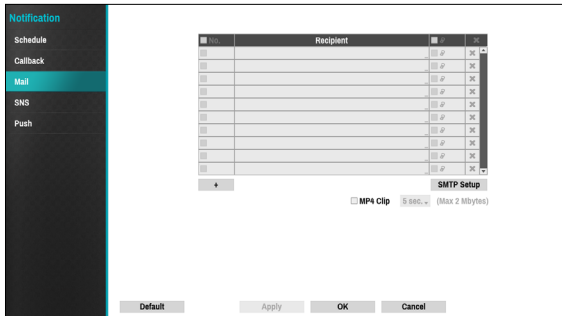 Notification
Schedule
Callback
Mail
SNS
Push
No. Recipient
+ SMTP Setup
MP4 Clip 5 sec. (Max 2 Mbytes)
Default Apply OK Cancel